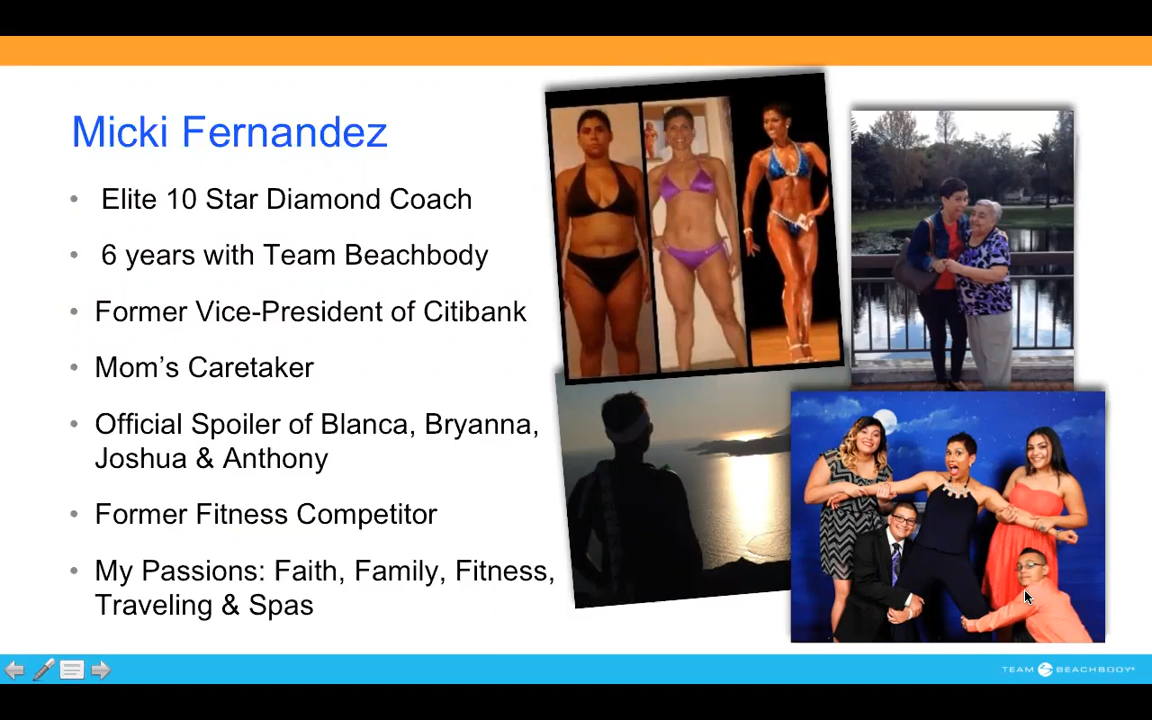 Micki Fernandez
• Elite 10 Star Diamond Coach
• 6 years with Team Beachbody
• Former Vice-President of Citibank
• Mom’s Caretaker
• Official Spoiler of Blanca, Bryanna,
Joshua & Anthony
• Former Fitness Competitor
• My Passions: Faith, Family, Fitness,
Traveling & Spas
TEAM BEACHBODY®